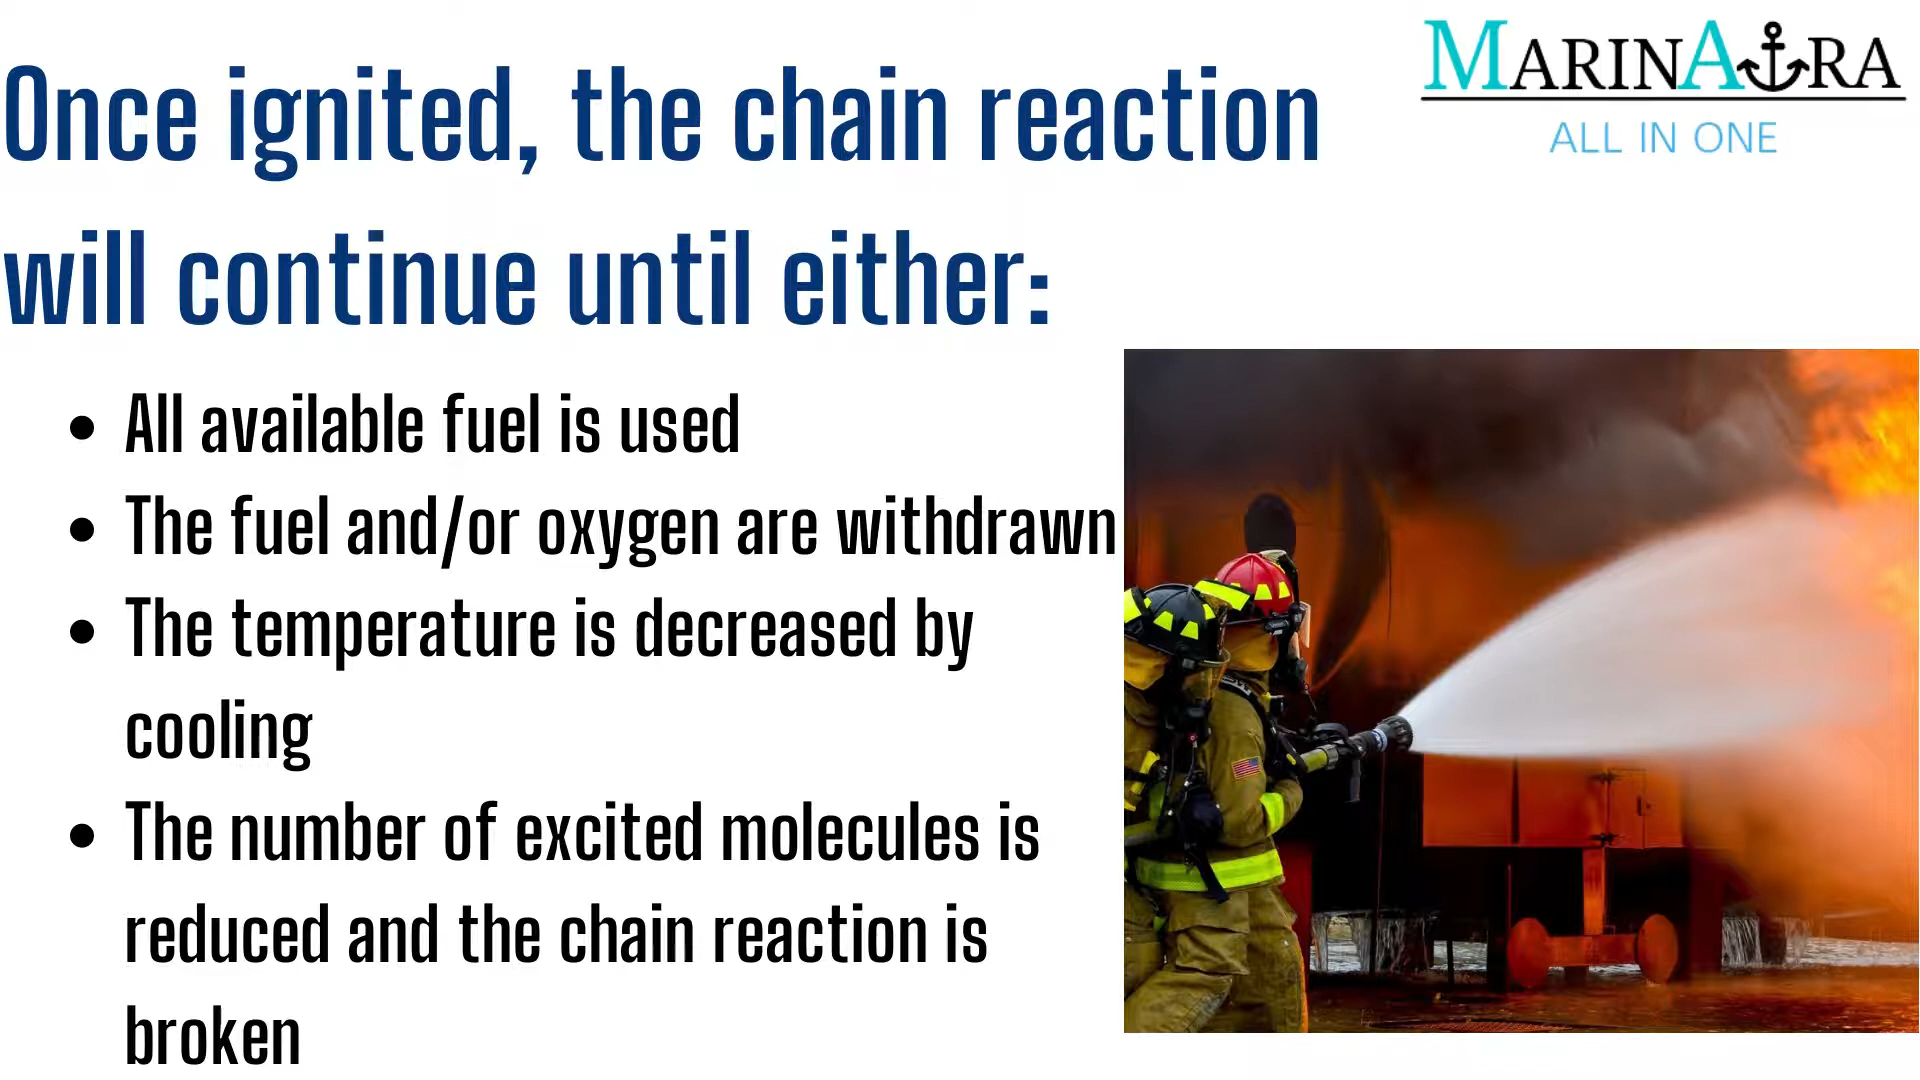 MARINAURA
ALL IN ONE
Once ignited, the chain reaction
will continue until either:
• All available fuel is used
• The fuel and/or oxygen are withdrawn
• The temperature is decreased by
cooling
• The number of excited molecules is
reduced and the chain reaction is
broken